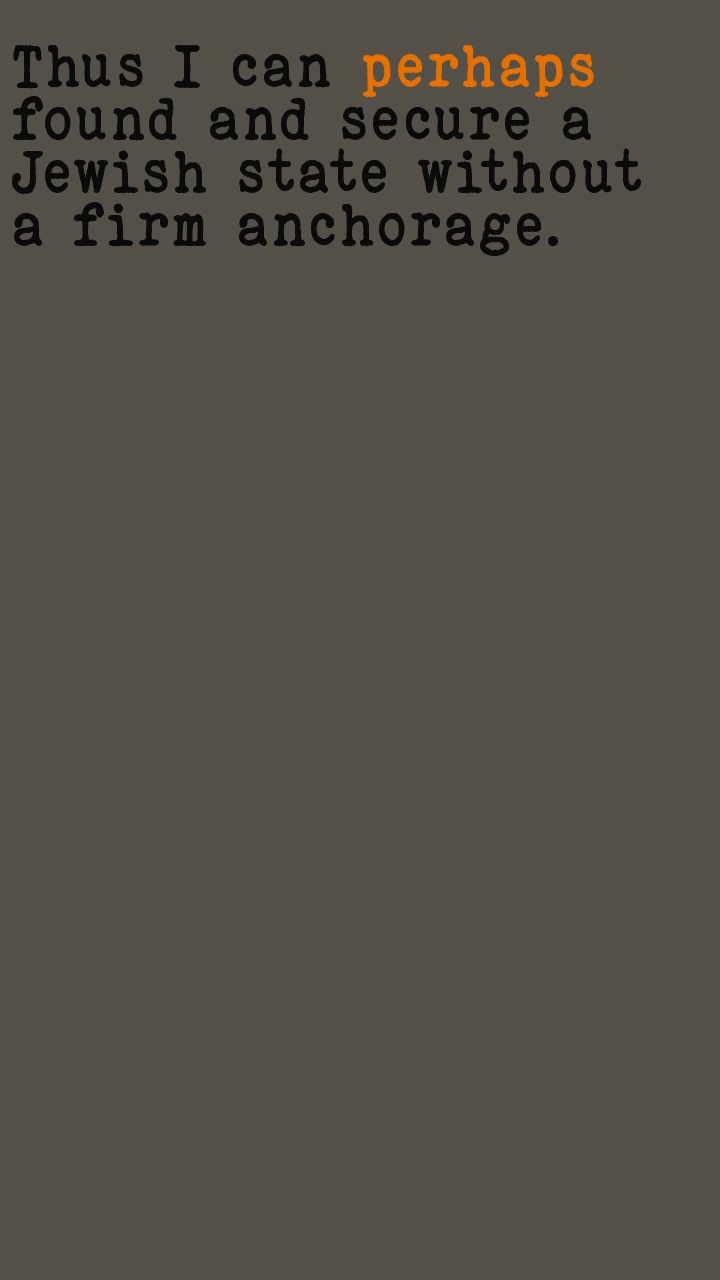 Thus I can perhaps
found and secure a
Jewish state without
a firm anchorage.